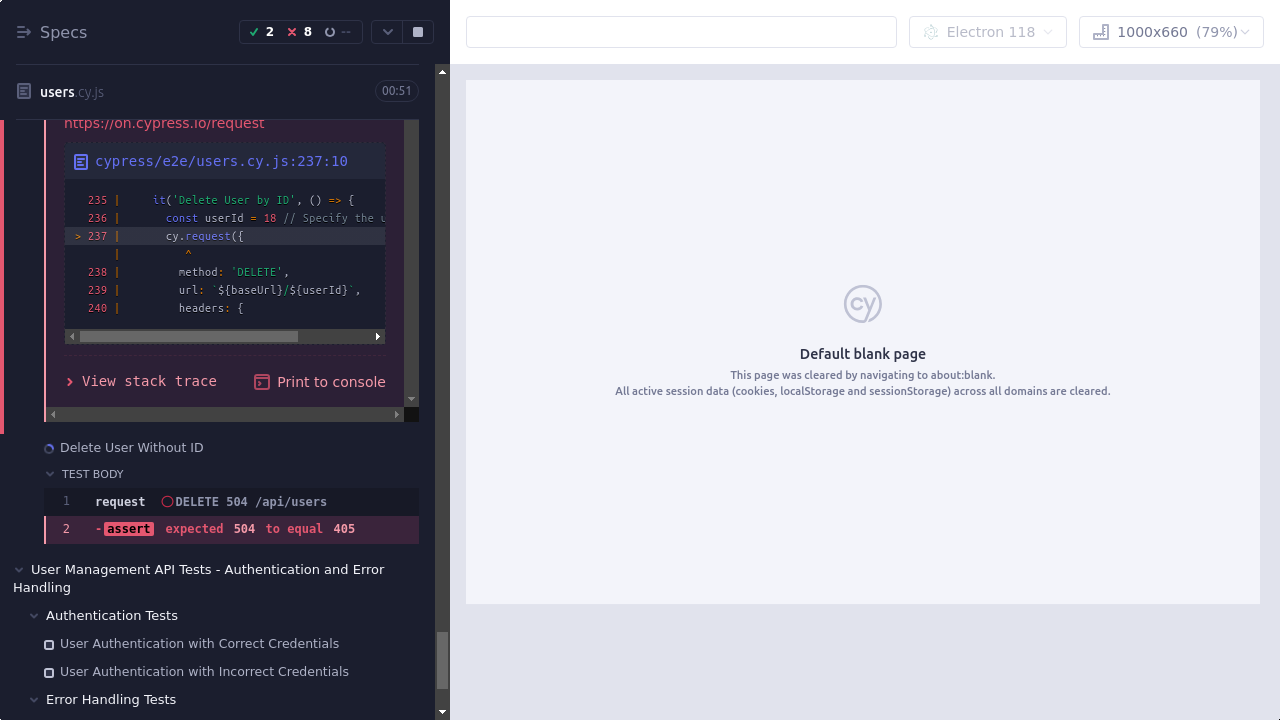 Specs
2
8
--
Electron 118
1000x660 (79%)
users.cy.js
00:51
https://on.cypress.io/request
cypress/e2e/users.cy.js:237:10
235 | it('Delete User by ID', () => {
236 | const userId = 18 // Specify the u
> 237 | cy.request({
| ^
238 | method: 'DELETE',
239 | url: `${baseUrl}/${userId}`,
240 | headers: {
View stack trace
Print to console
Delete User Without ID
TEST BODY
1 request DELETE 504 /api/users
2 -assert expected 504 to equal 405
User Management API Tests - Authentication and Error
Handling
Authentication Tests
User Authentication with Correct Credentials
User Authentication with Incorrect Credentials
Error Handling Tests
cy
Default blank page
This page was cleared by navigating to about:blank.
All active session data (cookies, localStorage and sessionStorage) across all domains are cleared.